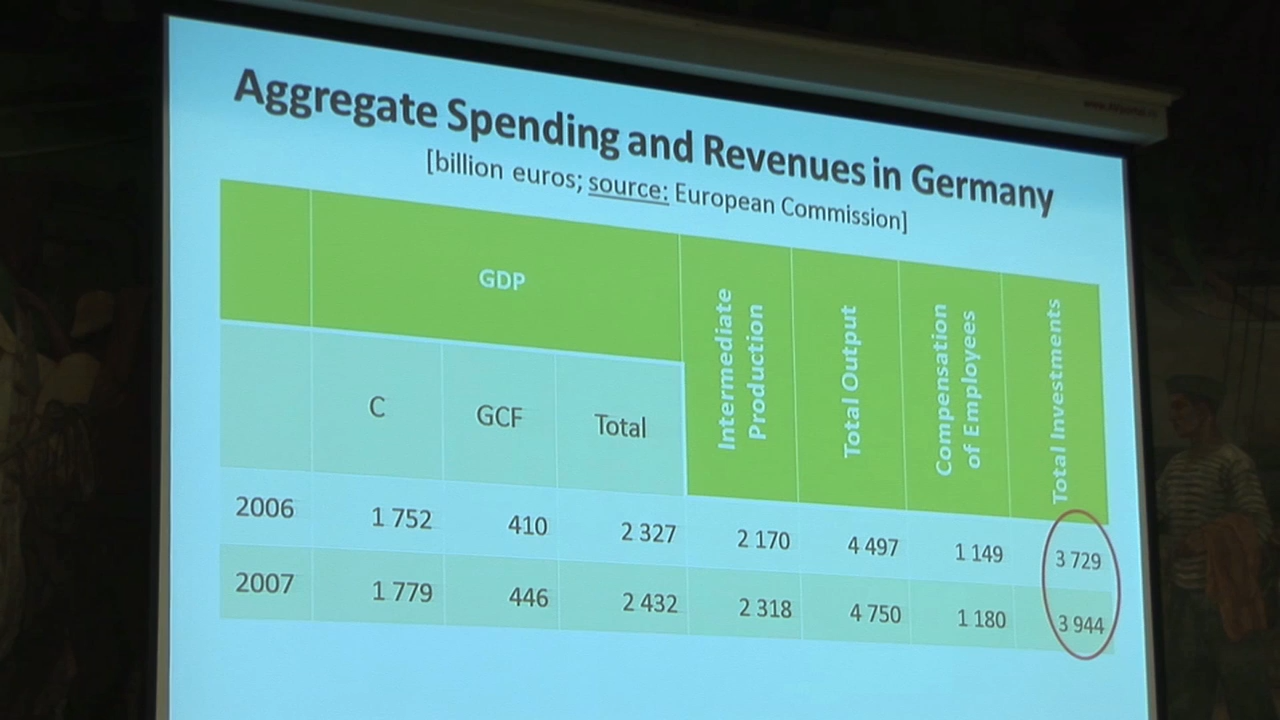 Aggregate Spending and Revenues in Germany
[billion euros; source: European Commission]
GDP
Intermediate
Production
Total Output
Compensation
of Employees
Total Investments
C GCF Total
2006 1 752 410 2 327 2 170 4 497 1 149 3 729
2007 1 779 446 2 432 2 318 4 750 1 180 3 944